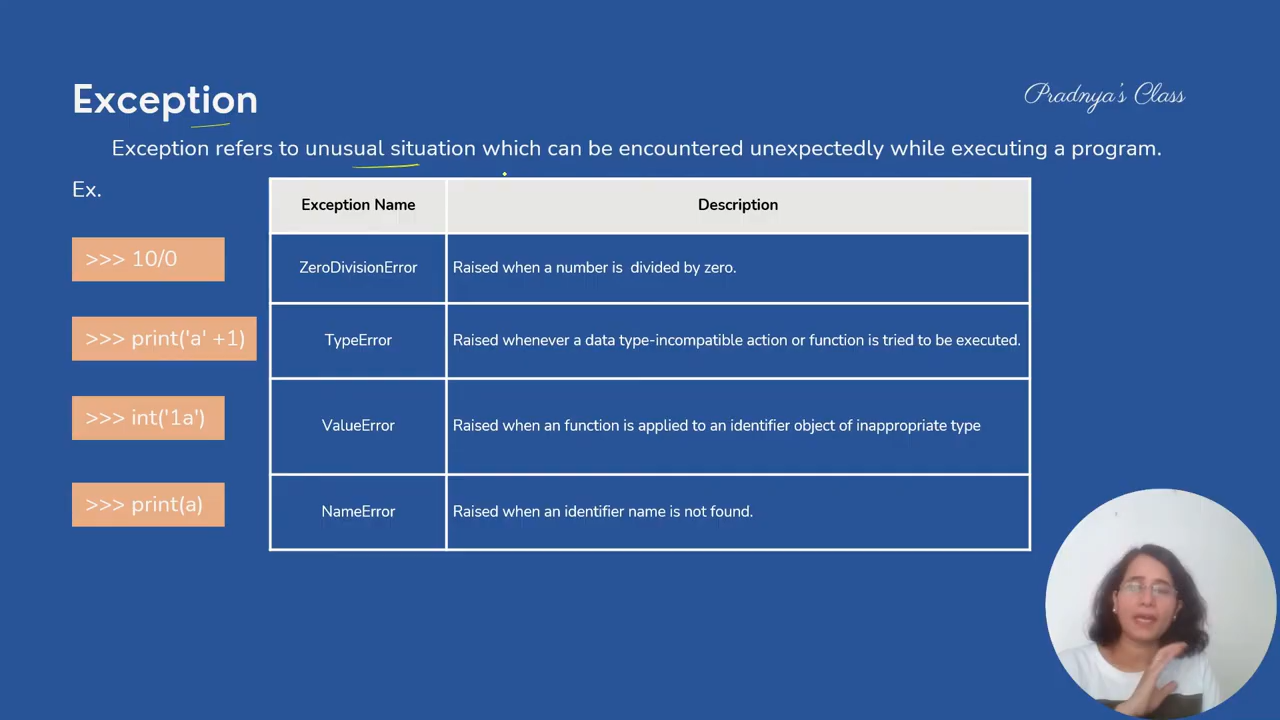 Exception
Pradnya's Class
Exception refers to unusual situation which can be encountered unexpectedly while executing a program.
Ex.
Exception Name Description
>>> 10/0 ZeroDivisionError Raised when a number is divided by zero.
>>> print('a' +1) TypeError Raised whenever a data type-incompatible action or function is tried to be executed.
>>> int('1a') ValueError Raised when an function is applied to an identifier object of inappropriate type
>>> print(a) NameError Raised when an identifier name is not found.